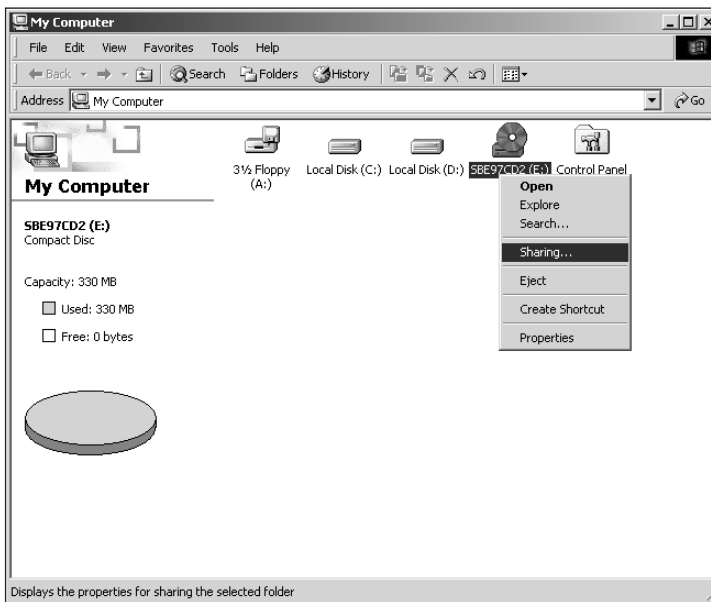 My Computer
File Edit View Favorites Tools Help
Back Search Folders History
Address My Computer Go
3½ Floppy (A:)
Local Disk (C:)
Local Disk (D:)
SBE97CD2 (E:)
Control Panel
My Computer
SBE97CD2 (E:)
Compact Disc
Capacity: 330 MB
Used: 330 MB
Free: 0 bytes
Open
Explore
Search...
Sharing...
Eject
Create Shortcut
Properties
Displays the properties for sharing the selected folder